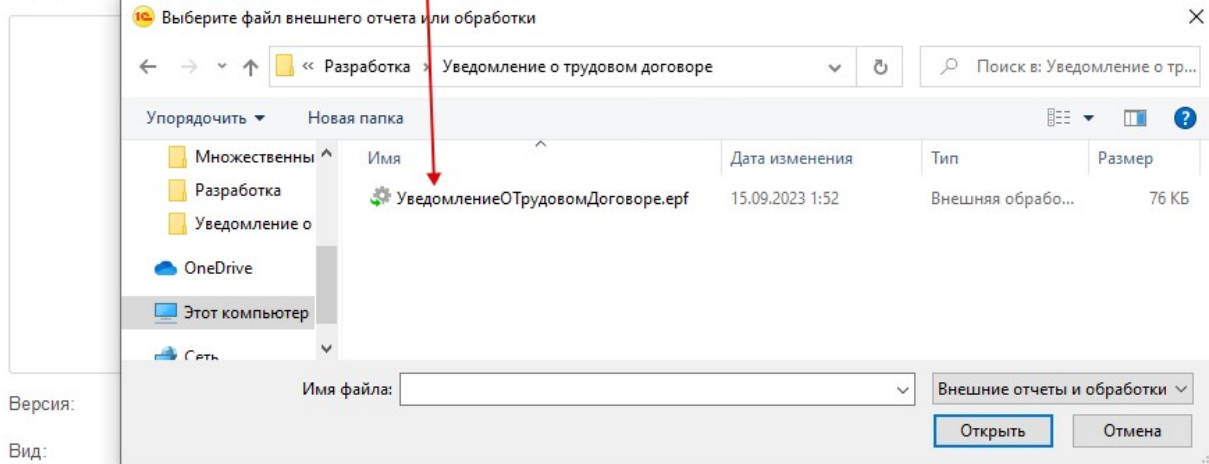 1С Выберите файл внешнего отчета или обработки
« Разработка › Уведомление о трудовом договоре
Поиск в: Уведомление о тр...
Упорядочить Новая папка
Имя Дата изменения Тип Размер
Множественны
Разработка
Уведомление о
OneDrive
Этот компьютер
Сеть
УведомлениеОТрудовомДоговоре.epf 15.09.2023 1:52 Внешняя обрабо... 76 КБ
Имя файла: Внешние отчеты и обработки
Открыть Отмена
Версия:
Вид: